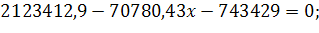 2123412,9 − 70780,43x − 743429 = 0;